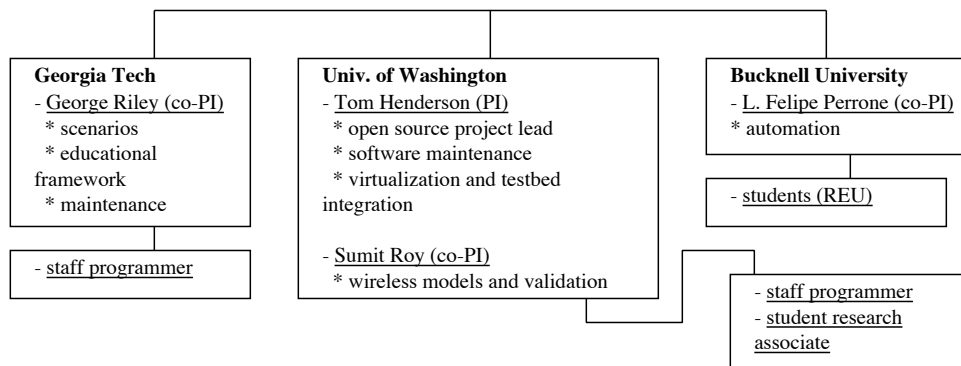 Georgia Tech
- George Riley (co-PI)
* scenarios
* educational
framework
* maintenance
- staff programmer
Univ. of Washington
- Tom Henderson (PI)
* open source project lead
* software maintenance
* virtualization and testbed
integration
- Sumit Roy (co-PI)
* wireless models and validation
Bucknell University
- L. Felipe Perrone (co-PI)
* automation
- students (REU)
- staff programmer
- student research
associate